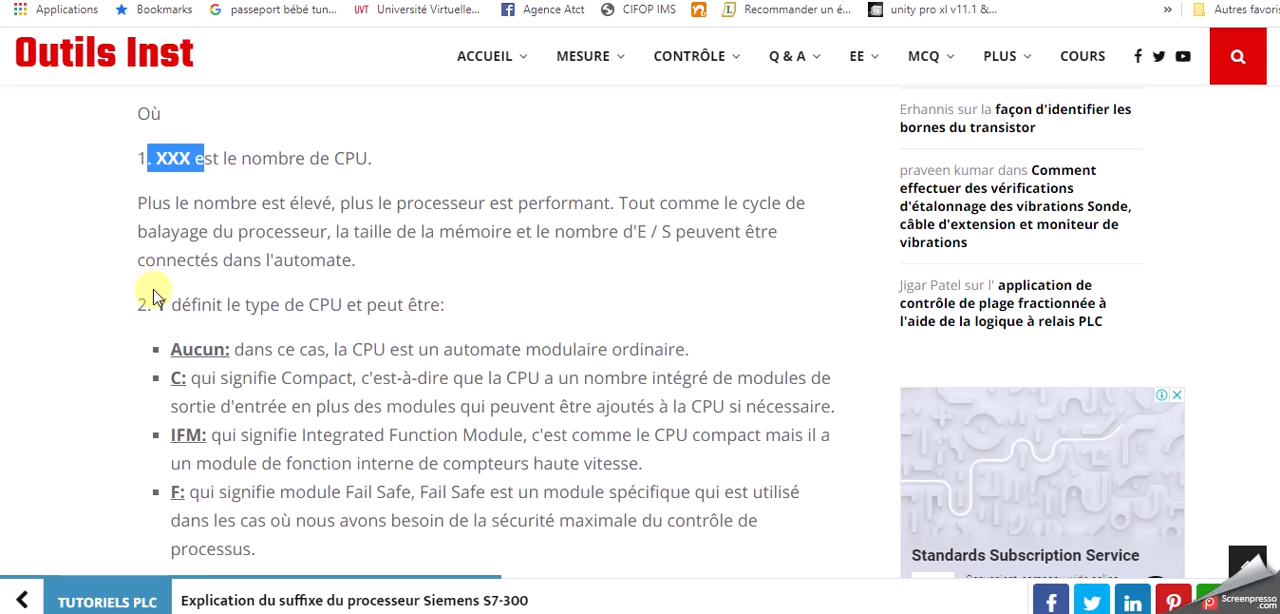 Applications Bookmarks passeport bébé tun... UVT Université Virtuelle... Agence Atct CIFOP IMS Recommander un é... unity pro xl v11.1 &... » Autres favoris
Outils Inst
ACCUEIL MESURE CONTRÔLE Q & A EE MCQ PLUS COURS
Où
1. XXX est le nombre de CPU.
Plus le nombre est élevé, plus le processeur est performant. Tout comme le cycle de
balayage du processeur, la taille de la mémoire et le nombre d'E / S peuvent être
connectés dans l'automate.
2. Y définit le type de CPU et peut être:
Aucun: dans ce cas, la CPU est un automate modulaire ordinaire.
C: qui signifie Compact, c'est-à-dire que la CPU a un nombre intégré de modules de
sortie d'entrée en plus des modules qui peuvent être ajoutés à la CPU si nécessaire.
IFM: qui signifie Integrated Function Module, c'est comme le CPU compact mais il a
un module de fonction interne de compteurs haute vitesse.
F: qui signifie module Fail Safe, Fail Safe est un module spécifique qui est utilisé
dans les cas où nous avons besoin de la sécurité maximale du contrôle de
processus.
Erhannis sur la façon d'identifier les
bornes du transistor
praveen kumar dans Comment
effectuer des vérifications
d'étalonnage des vibrations Sonde,
câble d'extension et moniteur de
vibrations
Jigar Patel sur l' application de
contrôle de plage fractionnée à
l'aide de la logique à relais PLC
Standards Subscription Service
TUTORIELS PLC Explication du suffixe du processeur Siemens S7-300
Screenpresso
.com